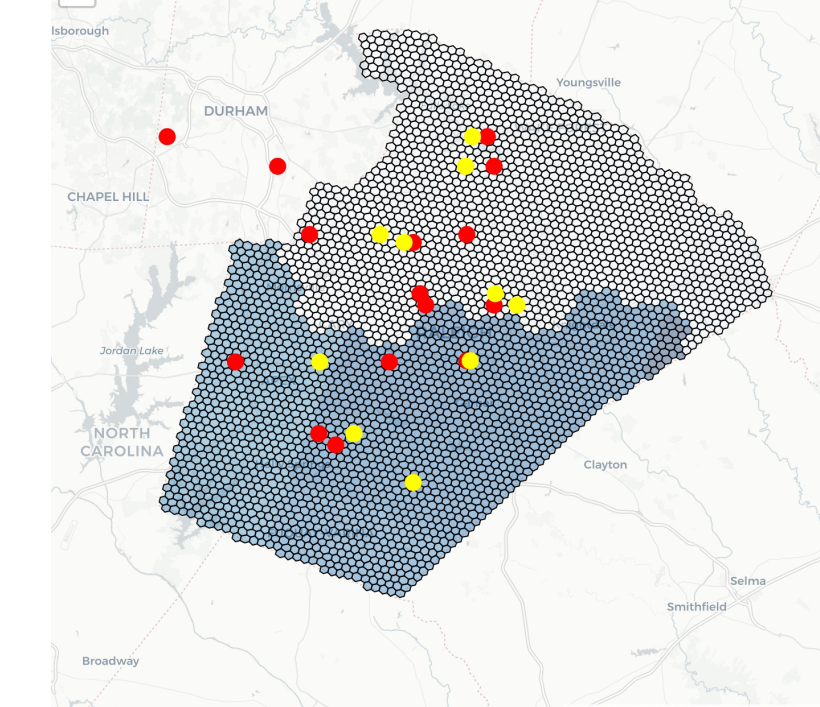 lsborough
Youngsville
DURHAM
CHAPEL HILL
Jordan Lake
NORTH
CAROLINA
Clayton
Selma
Smithfield
Broadway